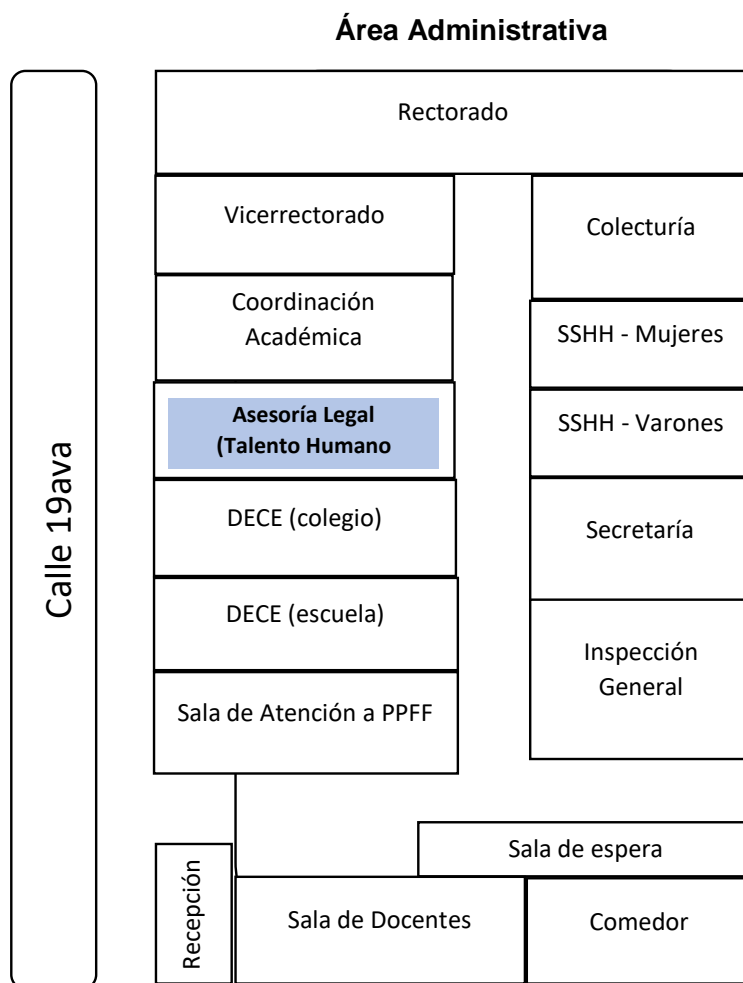 Área Administrativa
Rectorado
Vicerrectorado
Colecturía
Coordinación
Académica
SSHH - Mujeres
Asesoría Legal
(Talento Humano
SSHH - Varones
DECE (colegio)
Secretaría
DECE (escuela)
Inspección
General
Sala de Atención a PPFF
Calle 19ava
Sala de espera
Recepción
Sala de Docentes
Comedor